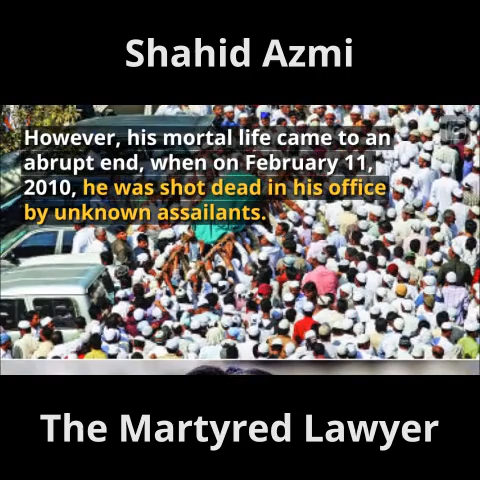 Shahid Azmi
However, his mortal life came to an
abrupt end, when on February 11,
2010, he was shot dead in his office
by unknown assailants.
The Martyred Lawyer